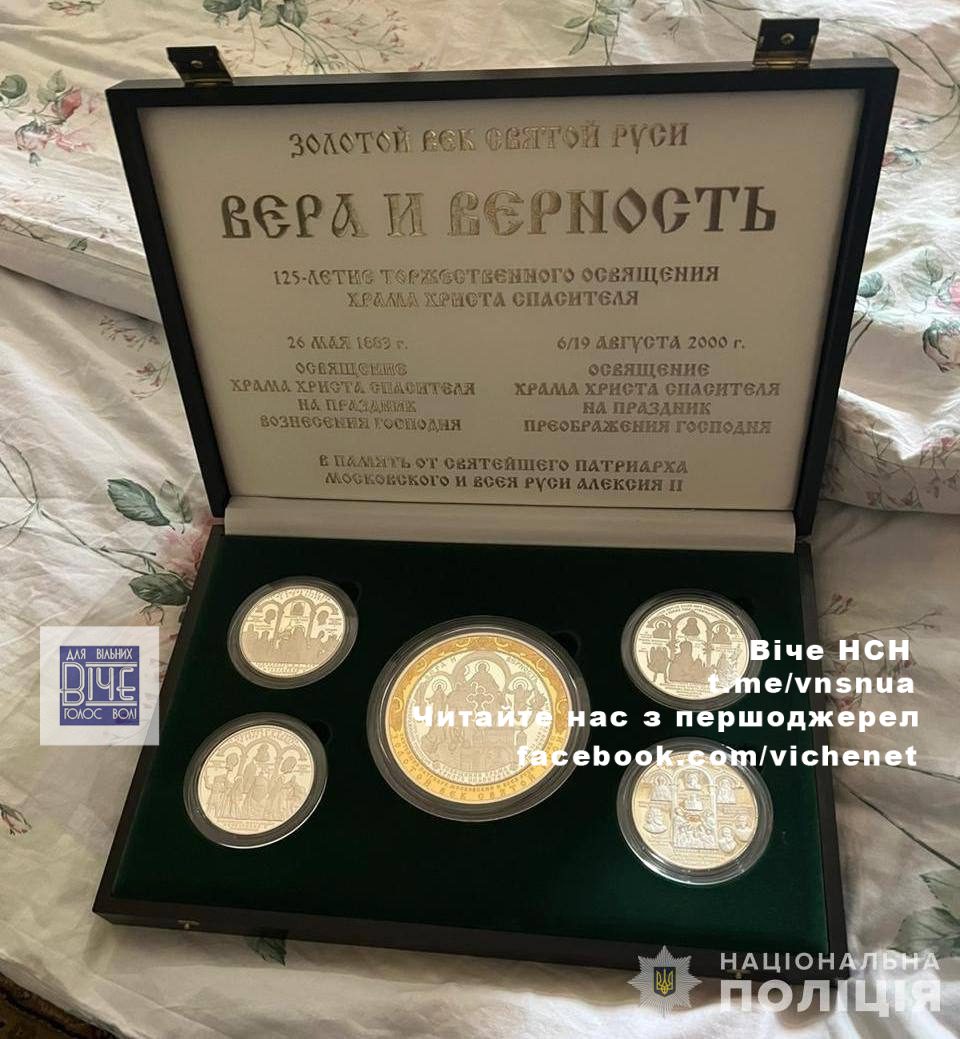 ЗОЛОТОЙ ВЕК СВЯТОЙ РУСИ
ВЕРА И ВЕРНОСТЬ
125-ЛЕТИЕ ТОРЖЕСТВЕННОГО ОСВЯЩЕНИЯ
ХРАМА ХРИСТА СПАСИТЕЛЯ
26 МАЯ 1883 г.
ОСВЯЩЕНИЕ
ХРАМА ХРИСТА СПАСИТЕЛЯ
НА ПРАЗДНИК
ВОЗНЕСЕНИЯ ГОСПОДНЯ
6/19 АВГУСТА 2000 г.
ОСВЯЩЕНИЕ
ХРАМА ХРИСТА СПАСИТЕЛЯ
НА ПРАЗДНИК
ПРЕОБРАЖЕНИЯ ГОСПОДНЯ
В ПАМЯТЬ ОТ СВЯТЕЙШЕГО ПАТРИАРХА
МОСКОВСКОГО И ВСЕЯ РУСИ АЛЕКСИЯ II
ДЛЯ ВІЛЬНИХ
ВІЧЕ
ГОЛОС ВОЛІ
Віче НСН
t.me/vnsnua
Читайте нас з першоджерел
facebook.com/vichenet
ВЕК СВЯТОЙ
НАЦІОНАЛЬНА
ПОЛІЦІЯ